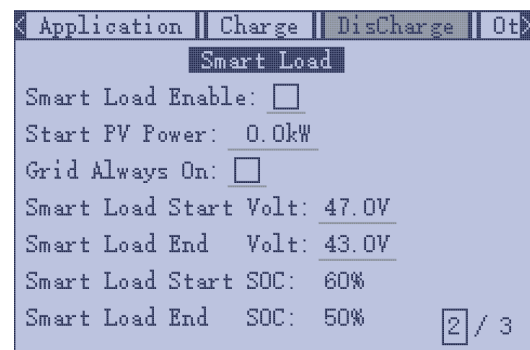 Application Charge DisCharge Ot
Smart Load
Smart Load Enable:
Start PV Power: 0.0kW
Grid Always On:
Smart Load Start Volt: 47.0V
Smart Load End Volt: 43.0V
Smart Load Start SOC: 60%
Smart Load End SOC: 50%
2 / 3